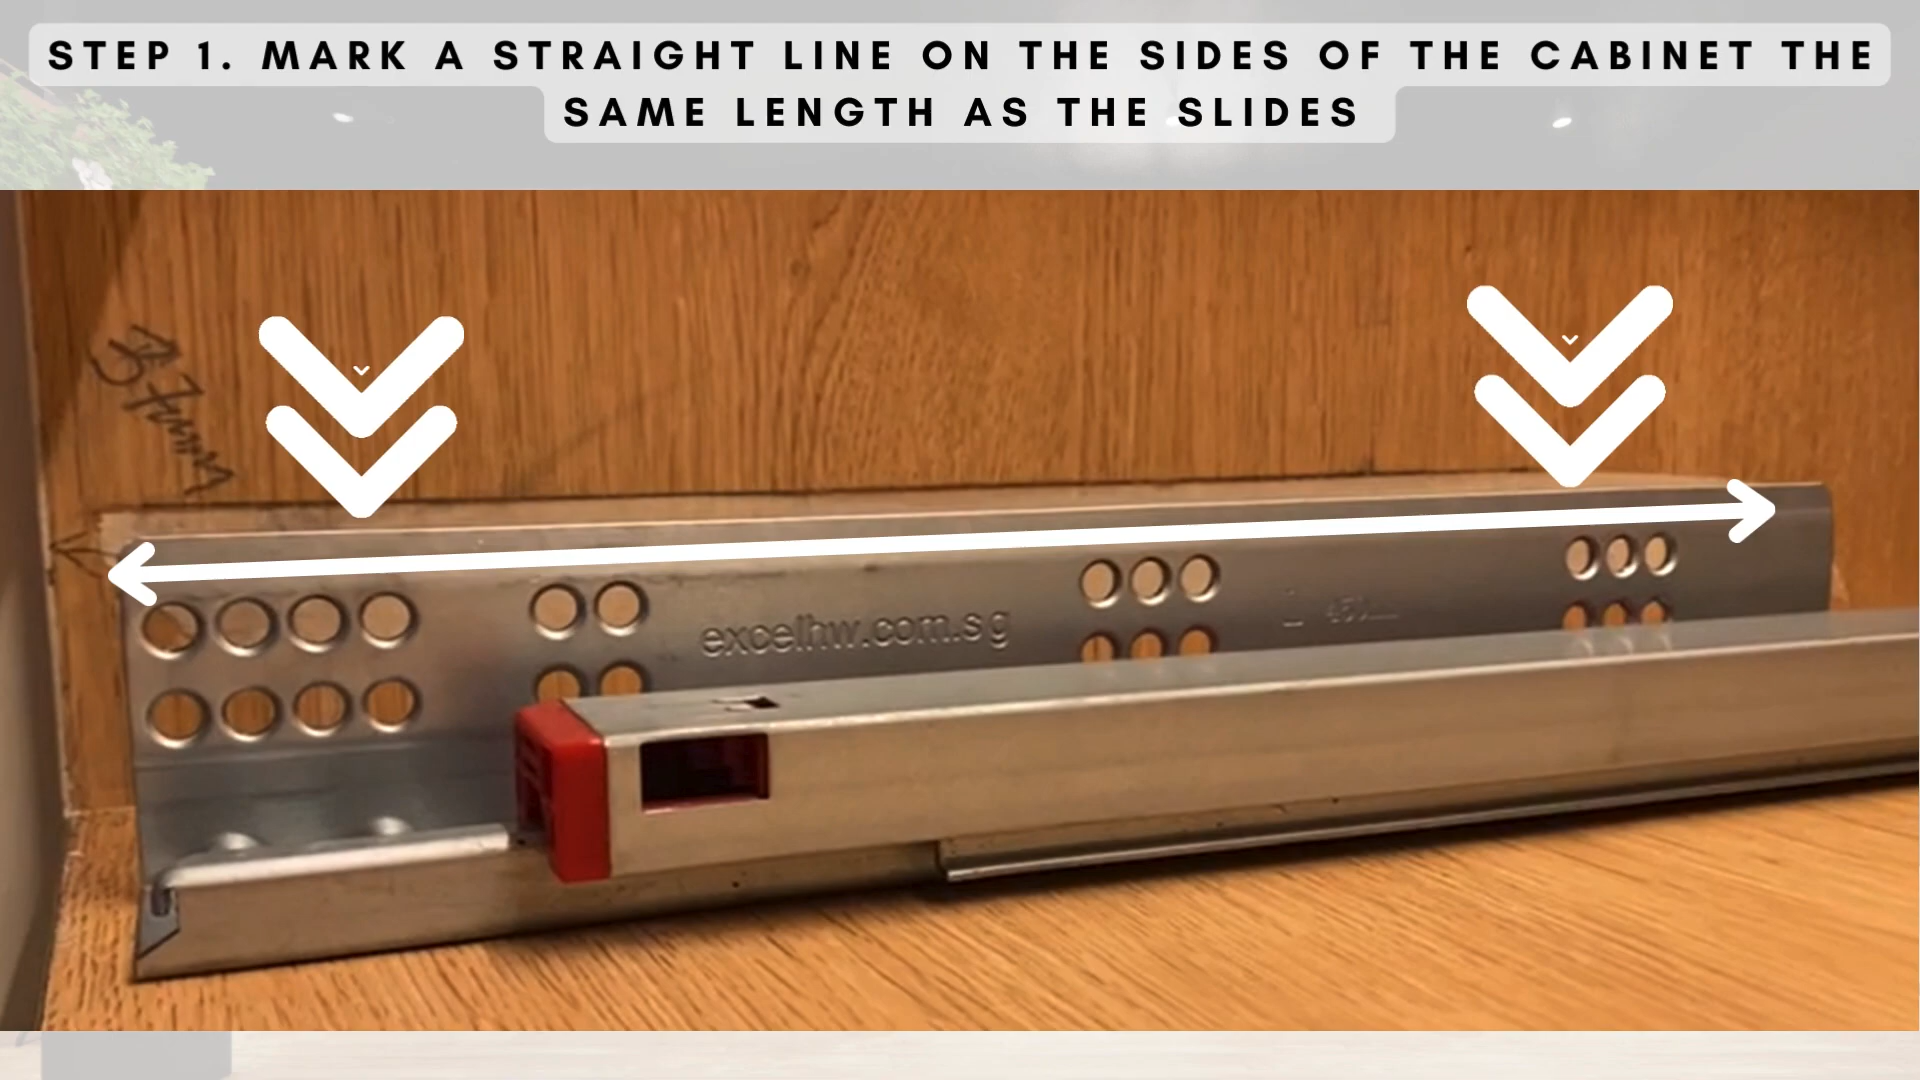 STEP 1. MARK A STRAIGHT LINE ON THE SIDES OF THE CABINET THE
SAME LENGTH AS THE SLIDES
excelhw.com.sg